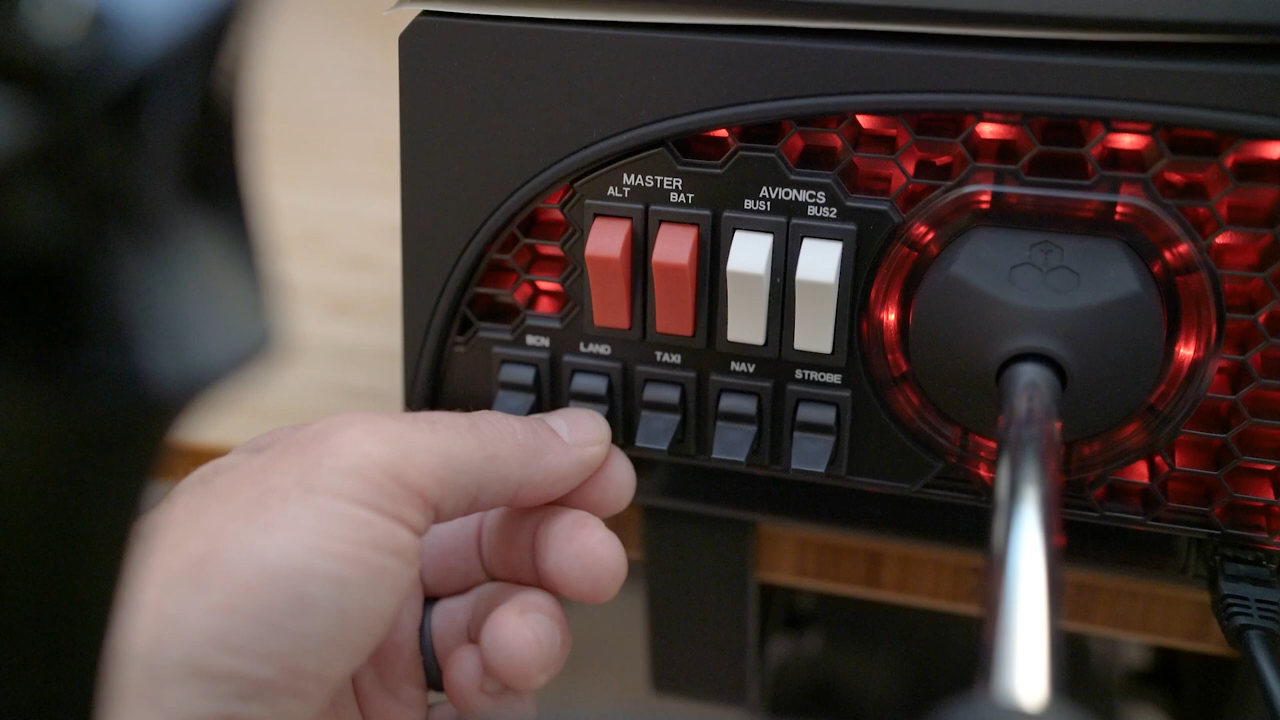 MASTER
ALT BAT
AVIONICS
BUS1 BUS2
BCN LAND TAXI NAV STROBE